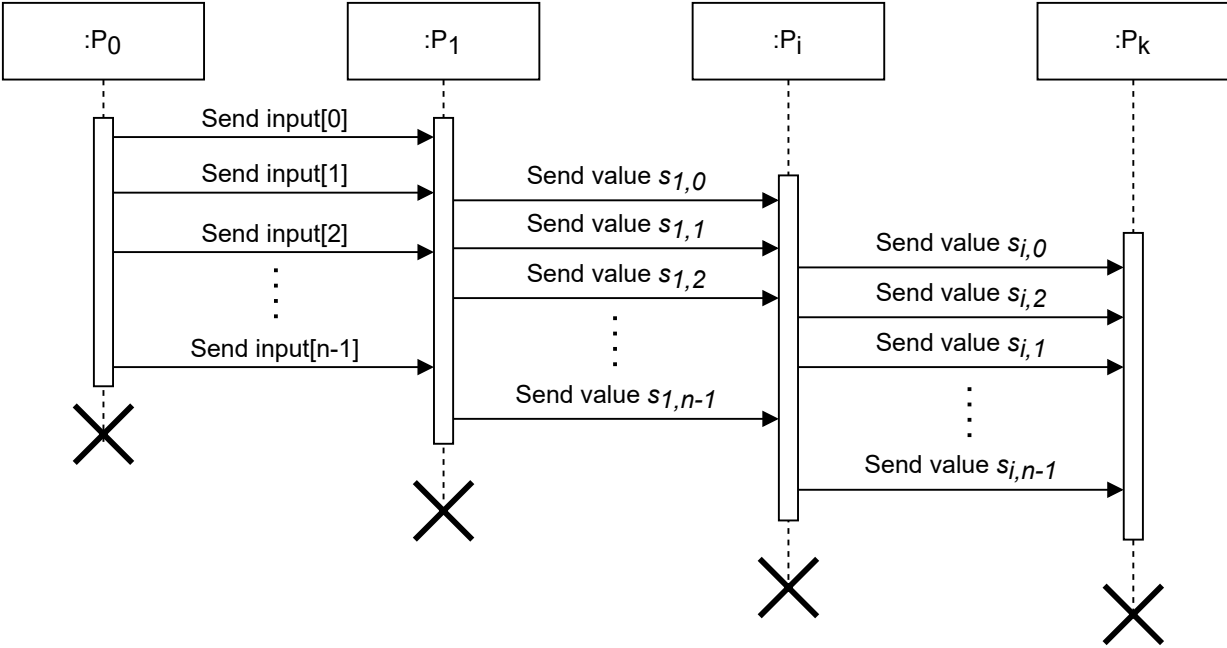 :P0
:P1
:Pi
:Pk
Send input[0]
Send input[1]
Send value s1,0
Send input[2]
Send value s1,1
Send value si,0
Send value s1,2
Send value si,2
Send input[n-1]
Send value si,1
Send value s1,n-1
Send value si,n-1